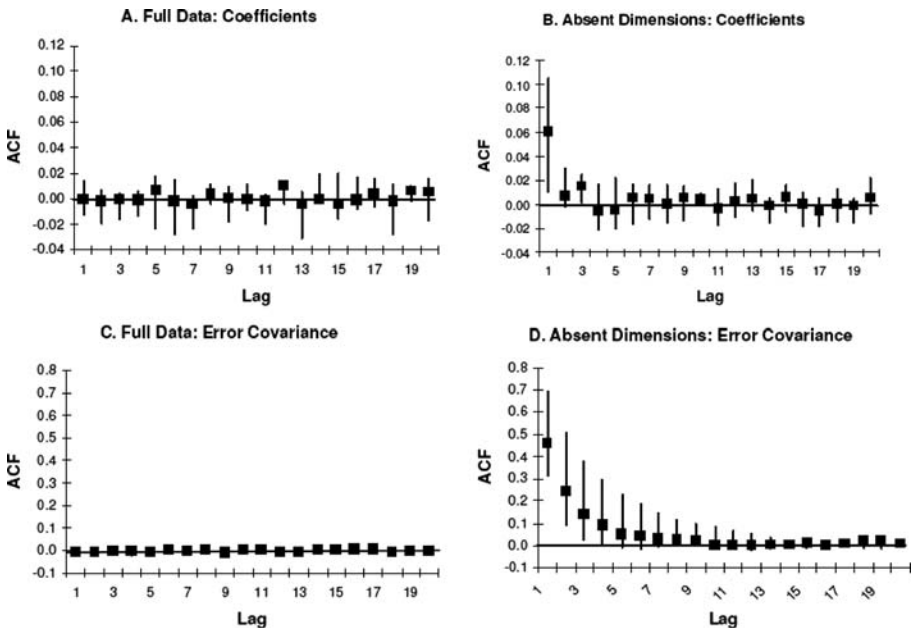 A. Full Data: Coefficients
0.12
0.10
0.08
0.06
0.04
0.02
0.00
-0.02
-0.04
ACF
1 3 5 7 9 11 13 15 17 19
Lag
B. Absent Dimensions: Coefficients
0.12
0.10
0.08
0.06
0.04
0.02
0.00
-0.02
-0.04
ACF
1 3 5 7 9 11 13 15 17 19
Lag
C. Full Data: Error Covariance
0.8
0.7
0.6
0.5
0.4
0.3
0.2
0.1
0.0
-0.1
ACF
1 3 5 7 9 11 13 15 17 19
Lag
D. Absent Dimensions: Error Covariance
0.8
0.7
0.6
0.5
0.4
0.3
0.2
0.1
0.0
-0.1
ACF
1 3 5 7 9 11 13 15 17 19
Lag